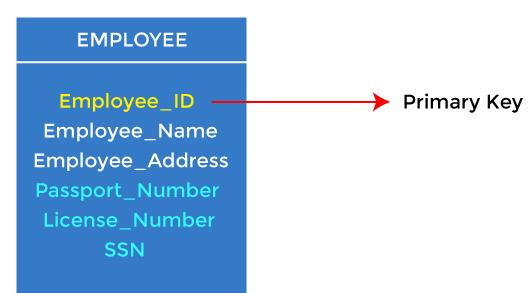 EMPLOYEE
Employee_ID
Primary Key
Employee_Name
Employee_Address
Passport_Number
License_Number
SSN